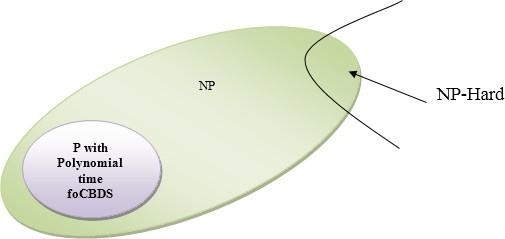 NP
NP-Hard
P with
Polynomial
time
foCBDS